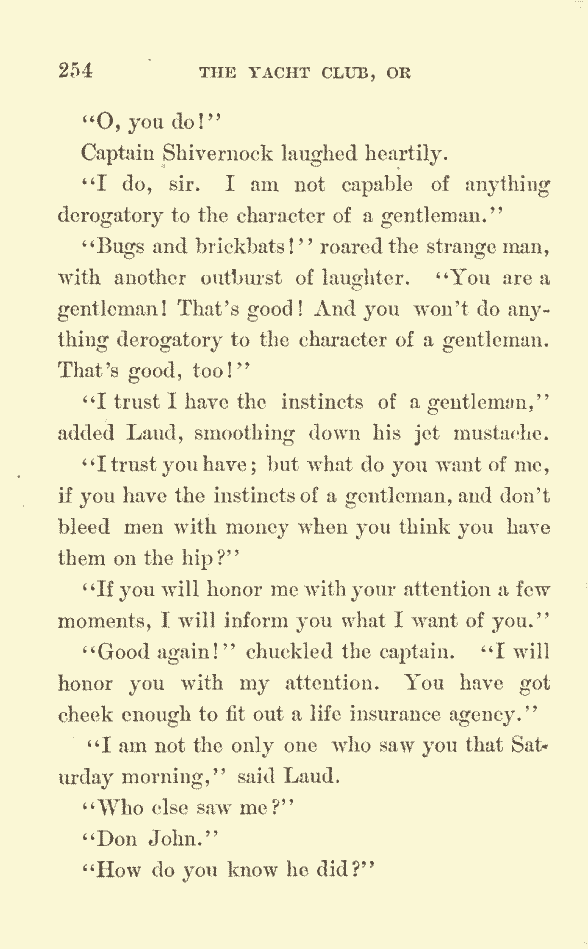 254 THE YACHT CLUB, OR
"O, you do!"
Captain Shivernock laughed heartily.
"I do, sir. I am not capable of anything
derogatory to the character of a gentleman."
"Bugs and brickbats!" roared the strange man,
with another outburst of laughter. "You are a
gentleman! That's good! And you won't do any-
thing derogatory to the character of a gentleman.
That's good, too!"
"I trust I have the instincts of a gentleman,"
added Laud, smoothing down his jet mustache.
"I trust you have; but what do you want of me,
if you have the instincts of a gentleman, and don't
bleed men with money when you think you have
them on the hip?"
"If you will honor me with your attention a few
moments, I will inform you what I want of you."
"Good again!" chuckled the captain. "I will
honor you with my attention. You have got
cheek enough to fit out a life insurance agency."
"I am not the only one who saw you that Sat-
urday morning," said Laud.
"Who else saw me?"
"Don John."
"How do you know he did?"